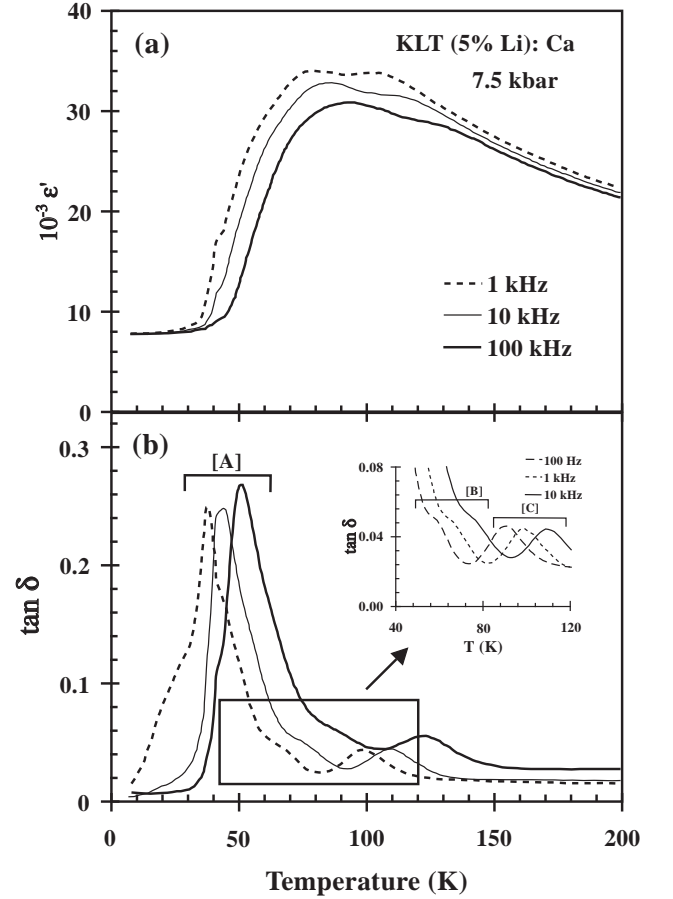 40
(a)
KLT (5% Li): Ca
7.5 kbar
30
10⁻³ ε'
20
1 kHz
10
10 kHz
100 kHz
0
0.3
(b)
[A]
0.08
100 Hz
1 kHz
[B]
10 kHz
[C]
tan δ
0.04
0.2
0.00
tan δ
40
80
120
T (K)
0.1
0
0
50
100
150
200
Temperature (K)